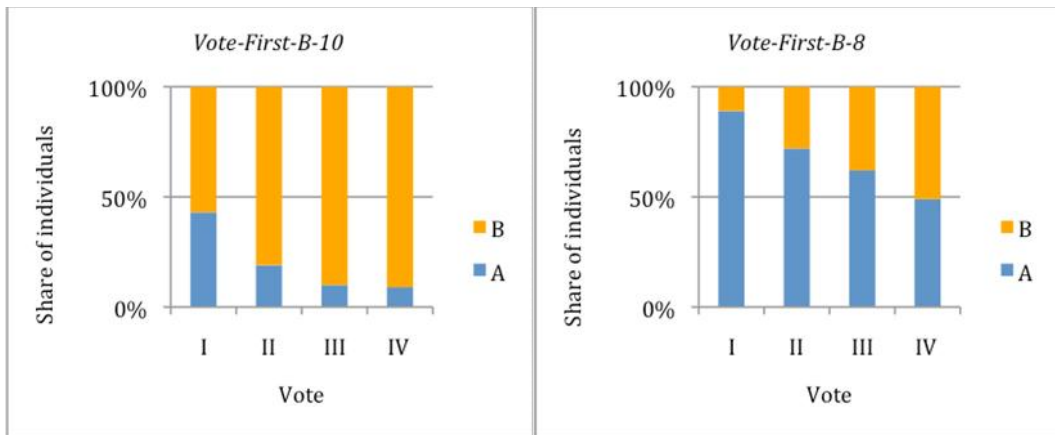 Vote-First-B-10
Share of individuals
100%
50%
0%
I II III IV
Vote
B
A
Vote-First-B-8
Share of individuals
100%
50%
0%
I II III IV
Vote
B
A